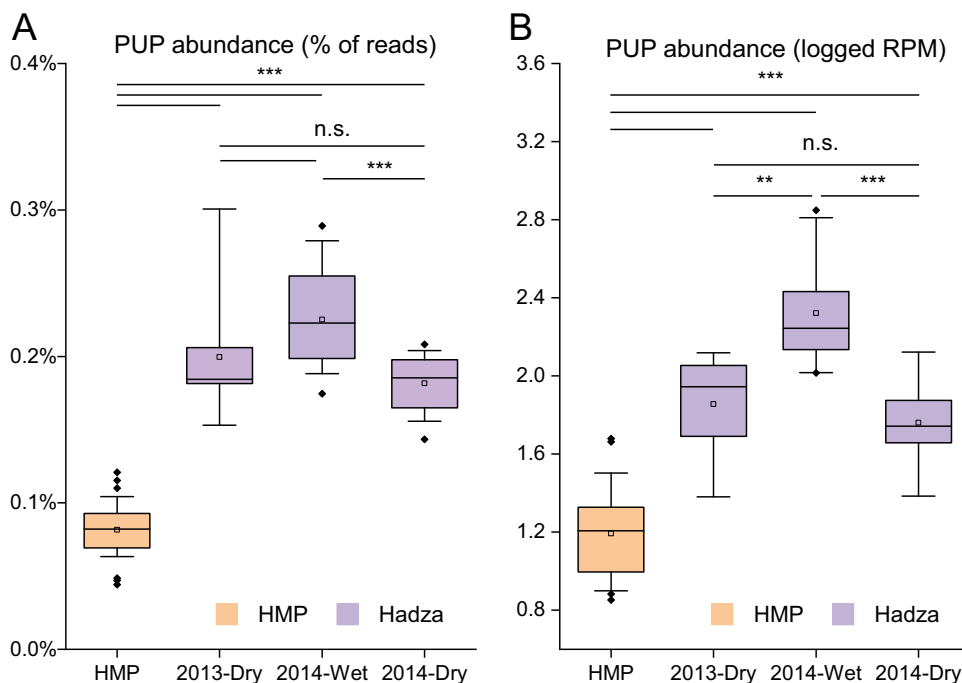 A
PUP abundance (% of reads)
0.4%
0.3%
0.2%
0.1%
0.0%
***
n.s.
***
HMP
Hadza
HMP
2013-Dry
2014-Wet
2014-Dry
B
PUP abundance (logged RPM)
3.6
3.2
2.8
2.4
2.0
1.6
1.2
0.8
***
n.s.
**
***
HMP
Hadza
HMP
2013-Dry
2014-Wet
2014-Dry